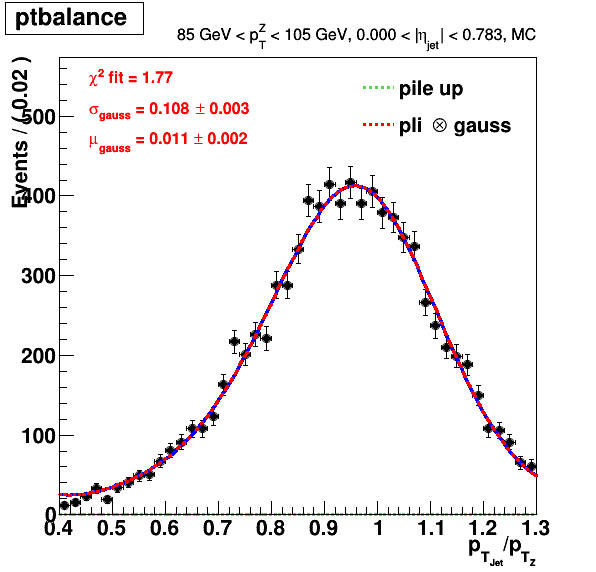 ptbalance
85 GeV < p_T^Z < 105 GeV, 0.000 < |η_jet| < 0.783, MC
χ² fit = 1.77
σ_gauss = 0.108 ± 0.003
μ_gauss = 0.011 ± 0.002
pile up
pli ⊗ gauss
Events / ( 0.02 )
500
400
300
200
100
0
0.4 0.5 0.6 0.7 0.8 0.9 1 1.1 1.2 1.3
p_T_Jet/p_T_Z